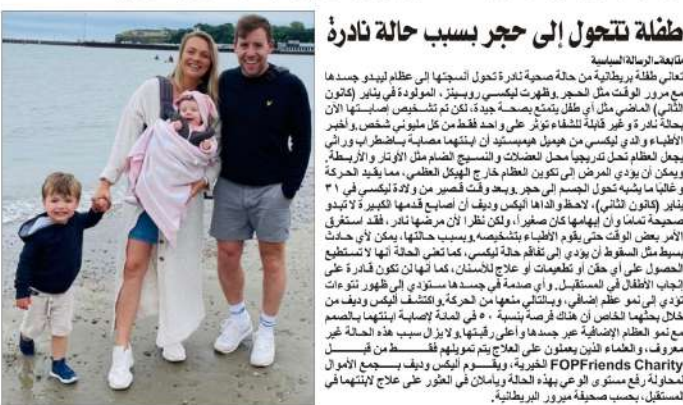 طفلة تتحول إلى حجر بسبب حالة نادرة
متابعة-الرسالة السياسية
تعاني طفلة بريطانية من حالة صحية نادرة تحول أنسجتها إلى عظام ليبدو جسدها
مع مرور الوقت مثل الحجر. وظهرت ليكسي روبينز، المولودة في يناير (كانون
الثاني) الماضي مثل أي طفل يتمتع بصحة جيدة، لكن تم تشخيص إصابتها الآن
بحالة نادرة وغير قابلة للشفاء تؤثر على واحد فقط من كل مليوني شخص. وأخبر
الأطباء والدي ليكسي من هيميل هيمبستيد أن ابنتهما مصابة باضطراب وراثي
يجعل العظام تحل تدريجياً محل العضلات والنسيج الضام مثل الأوتار والأربطة.
ويمكن أن يؤدي المرض إلى تكوين العظام خارج الهيكل العظمي، مما يقيد الحركة
وغالباً ما يشبه تحول الجسم إلى حجر. وبعد وقت قصير من ولادة ليكسي في ٣١
يناير (كانون الثاني)، لاحظ والداها أليكس وديف أن أصابع قدمها الكبيرة لا تبدو
صحيحة تماماً وأن إبهامها كان صغيراً، ولكن نظراً لأن مرضها نادر، فقد استغرق
الأمر بعض الوقت حتى يقوم الأطباء بتشخيصه. وبسبب حالتها، يمكن لأي حادث
بسيط مثل السقوط أن يؤدي إلى تفاقم حالة ليكسي، كما تعني الحالة أنها لا تستطيع
الحصول على أي حقن أو تطعيمات أو علاج للأسنان، كما أنها لن تكون قادرة على
إنجاب الأطفال في المستقبل. وأي صدمة في جسدها ستؤدي إلى ظهور نتوءات
تؤدي إلى نمو عظم إضافي، وبالتالي منعها من الحركة. واكتشف أليكس وديف من
خلال بحثهما الخاص أن هناك فرصة بنسبة ٥٠ في المائة لإصابة ابنتهما بالصمم
مع نمو العظام الإضافية عبر جسدها وأعلى رقبتها. ولا يزال سبب هذه الحالة غير
معروف، والعلماء الذين يعملون على العلاج يتم تمويلهم فقط من قبل
FOPFriends Charity الخيرية، ويقوم أليكس وديف بجمع الأموال
لمحاولة رفع مستوى الوعي بهذه الحالة ويأملان في العثور على علاج لابنتهما في
المستقبل، بحسب صحيفة ميرور البريطانية.